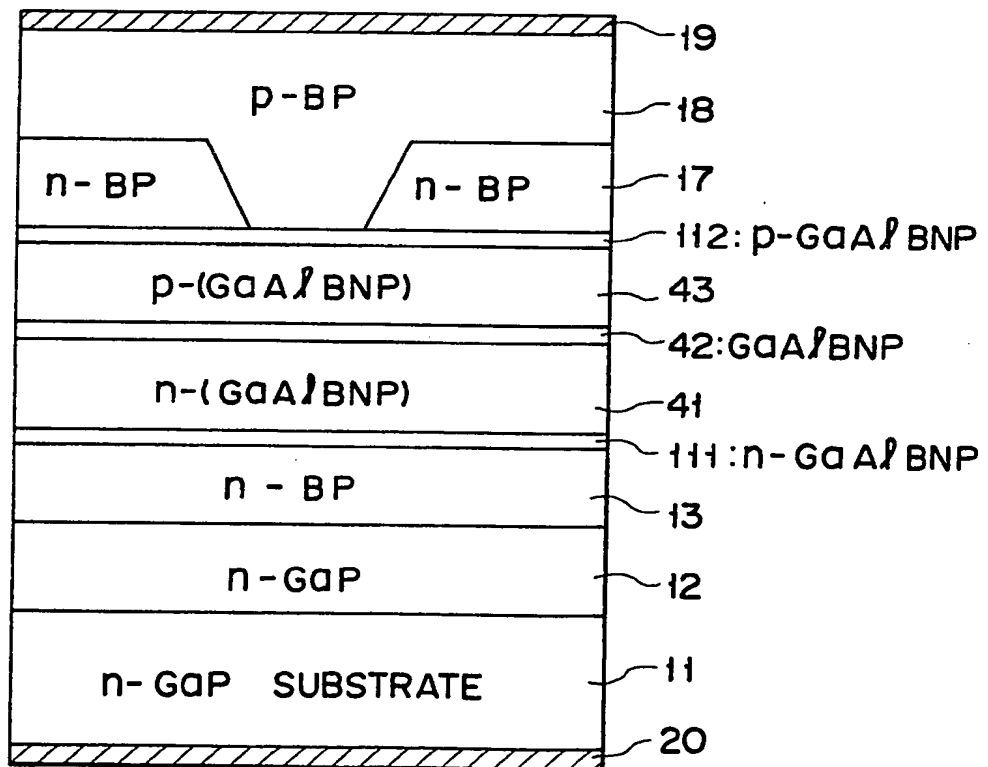 19
p-BP
18
n-BP n-BP 17
112:p-GaAlBNP
p-(GaAlBNP) 43
42:GaAlBNP
n-(GaAlBNP) 41
111:n-GaAlBNP
n-BP 13
n-GaP 12
n-GaP SUBSTRATE 11
20